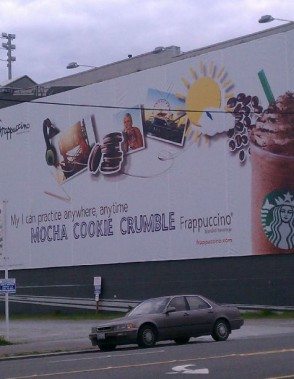 Frappuccino
My I can practice anywhere, anytime
MOCHA COOKIE CRUMBLE Frappuccino®
frappuccino.com